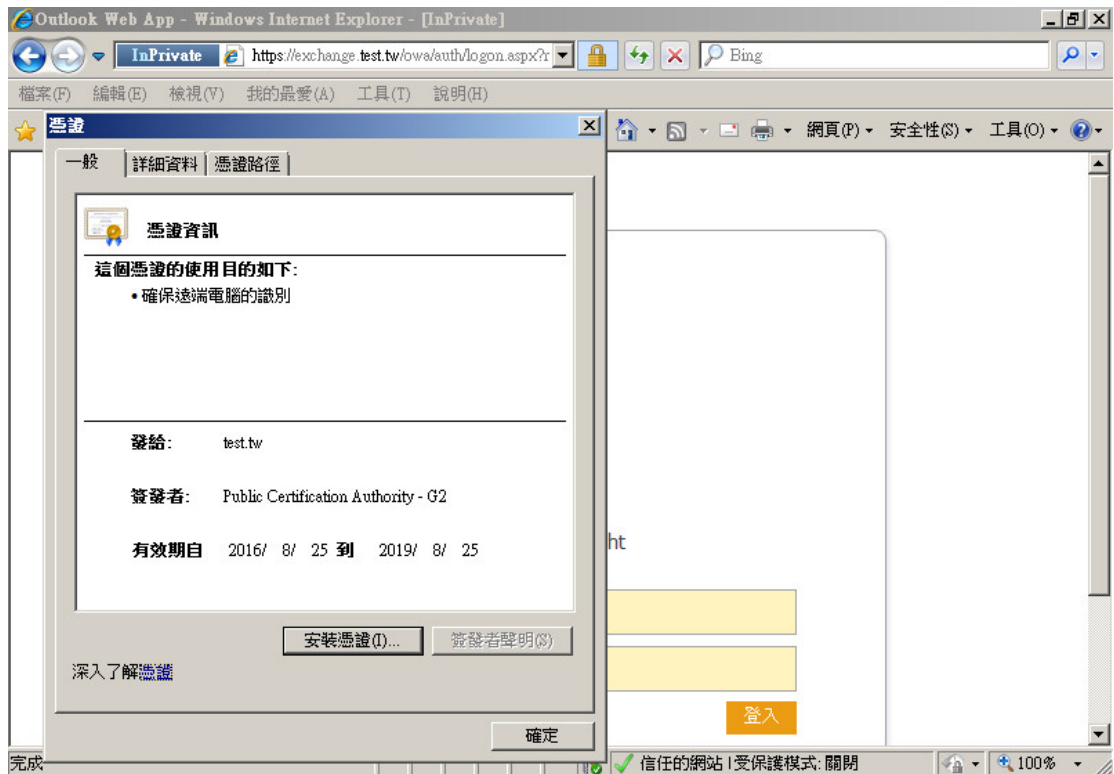 Outlook Web App - Windows Internet Explorer - [InPrivate]
InPrivate https://exchange.test.tw/owa/auth/logon.aspx?r Bing
檔案(F) 編輯(E) 檢視(V) 我的最愛(A) 工具(T) 說明(H)
網頁(P) 安全性(S) 工具(O)
憑證
一般 詳細資料 憑證路徑
憑證資訊
這個憑證的使用目的如下:
• 確保遠端電腦的識別
發給: test.tw
簽發者: Public Certification Authority - G2
有效期自 2016/ 8/ 25 到 2019/ 8/ 25
安裝憑證(I)... 簽發者聲明(S)
深入了解憑證
確定
ht
登入
完成 信任的網站 | 受保護模式: 關閉 100%